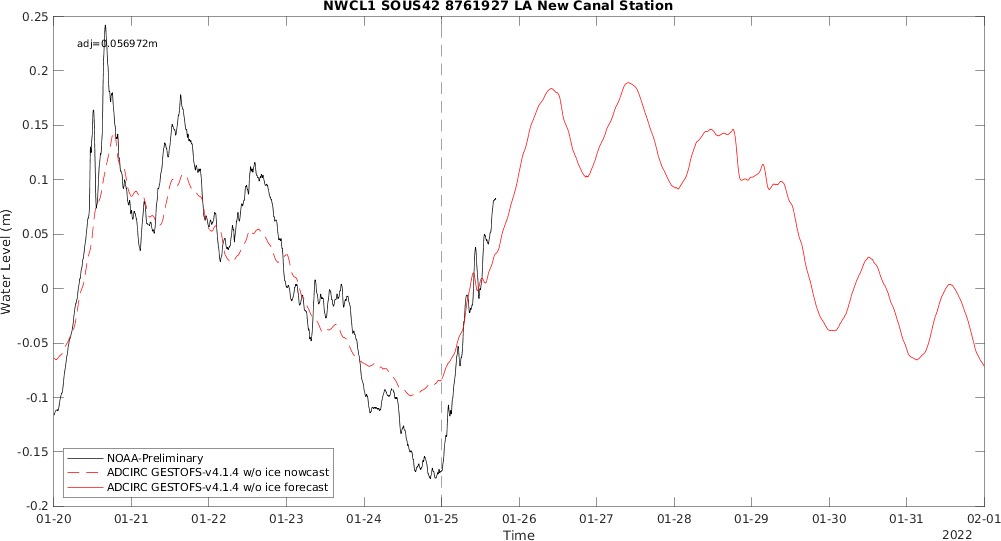 NWCL1 SOUS42 8761927 LA New Canal Station
adj=0.056972m
Water Level (m)
0.25
0.2
0.15
0.1
0.05
0
-0.05
-0.1
-0.15
-0.2
NOAA-Preliminary
ADCIRC GESTOFS-v4.1.4 w/o ice nowcast
ADCIRC GESTOFS-v4.1.4 w/o ice forecast
01-20 01-21 01-22 01-23 01-24 01-25 01-26 01-27 01-28 01-29 01-30 01-31 02-01
Time
2022